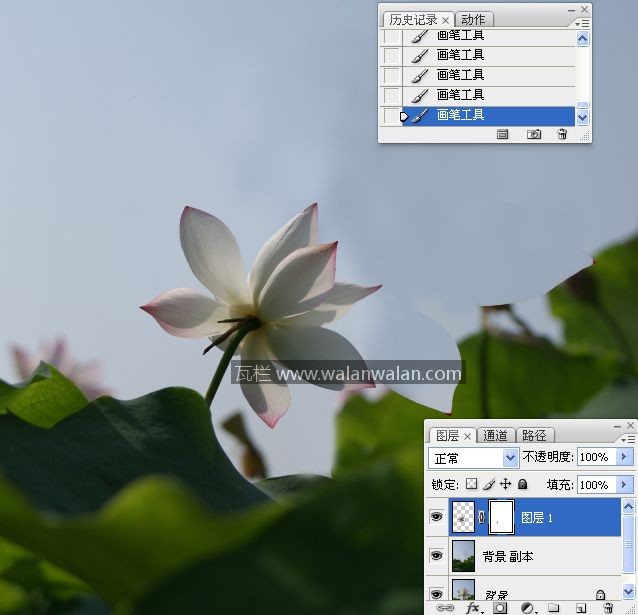 历史记录 × 动作
画笔工具
画笔工具
画笔工具
画笔工具
画笔工具
瓦栏 www.walanwalan.com
图层 × 通道 路径
正常 不透明度: 100%
锁定: 填充: 100%
图层 1
背景 副本
背景
fx